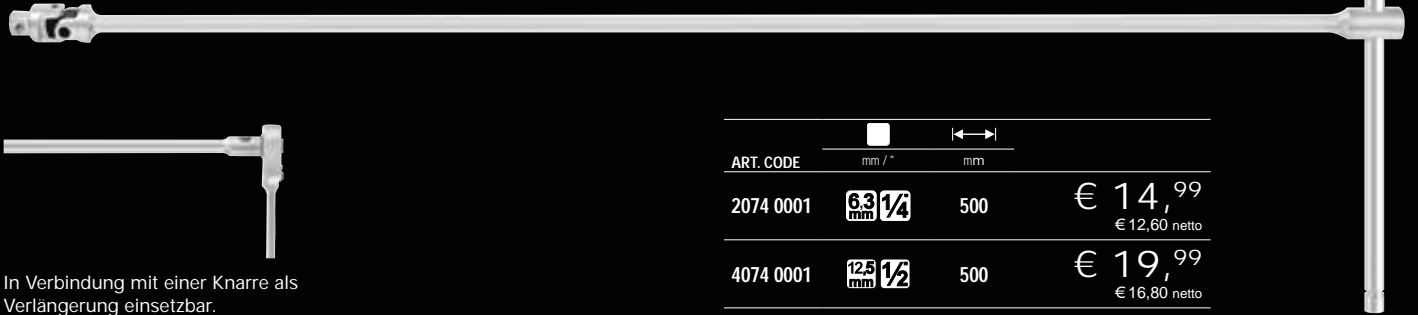 ART. CODE mm / " mm
2074 0001 6,3 mm 1/4" 500 € 14,99
€ 12,60 netto
4074 0001 12,5 mm 1/2" 500 € 19,99
€ 16,80 netto
In Verbindung mit einer Knarre als
Verlängerung einsetzbar.